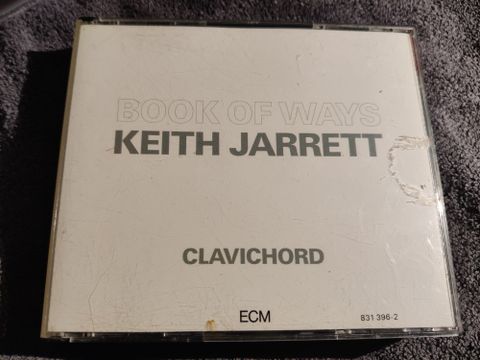 BOOK OF WAYS
KEITH JARRETT
CLAVICHORD
ECM
831 396-2